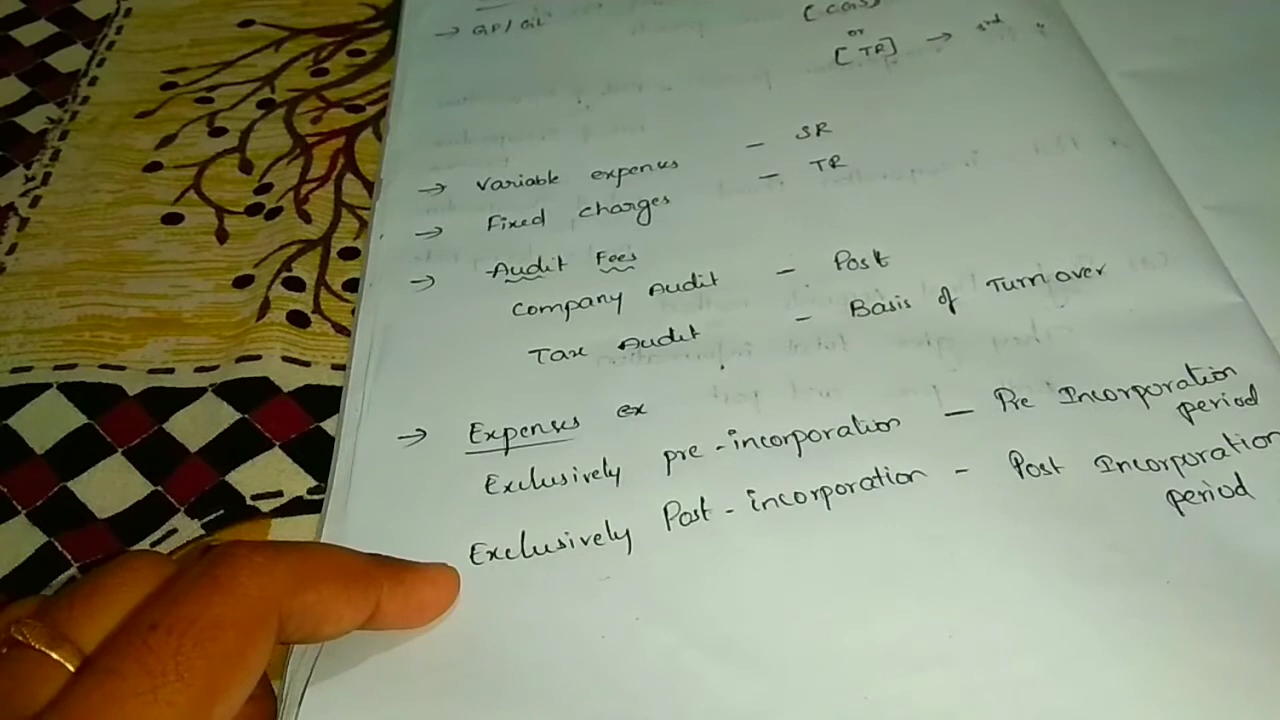 → GP/GL
or
[TR] →
→ Variable expenses - SR
→ Fixed charges - TR
→ Audit Fees
Company Audit - Post
Tax Audit - Basis of Turnover
→ Expenses ex
Exclusively pre-incorporation - Pre Incorporation
period
Exclusively Post-incorporation - Post Incorporation
period